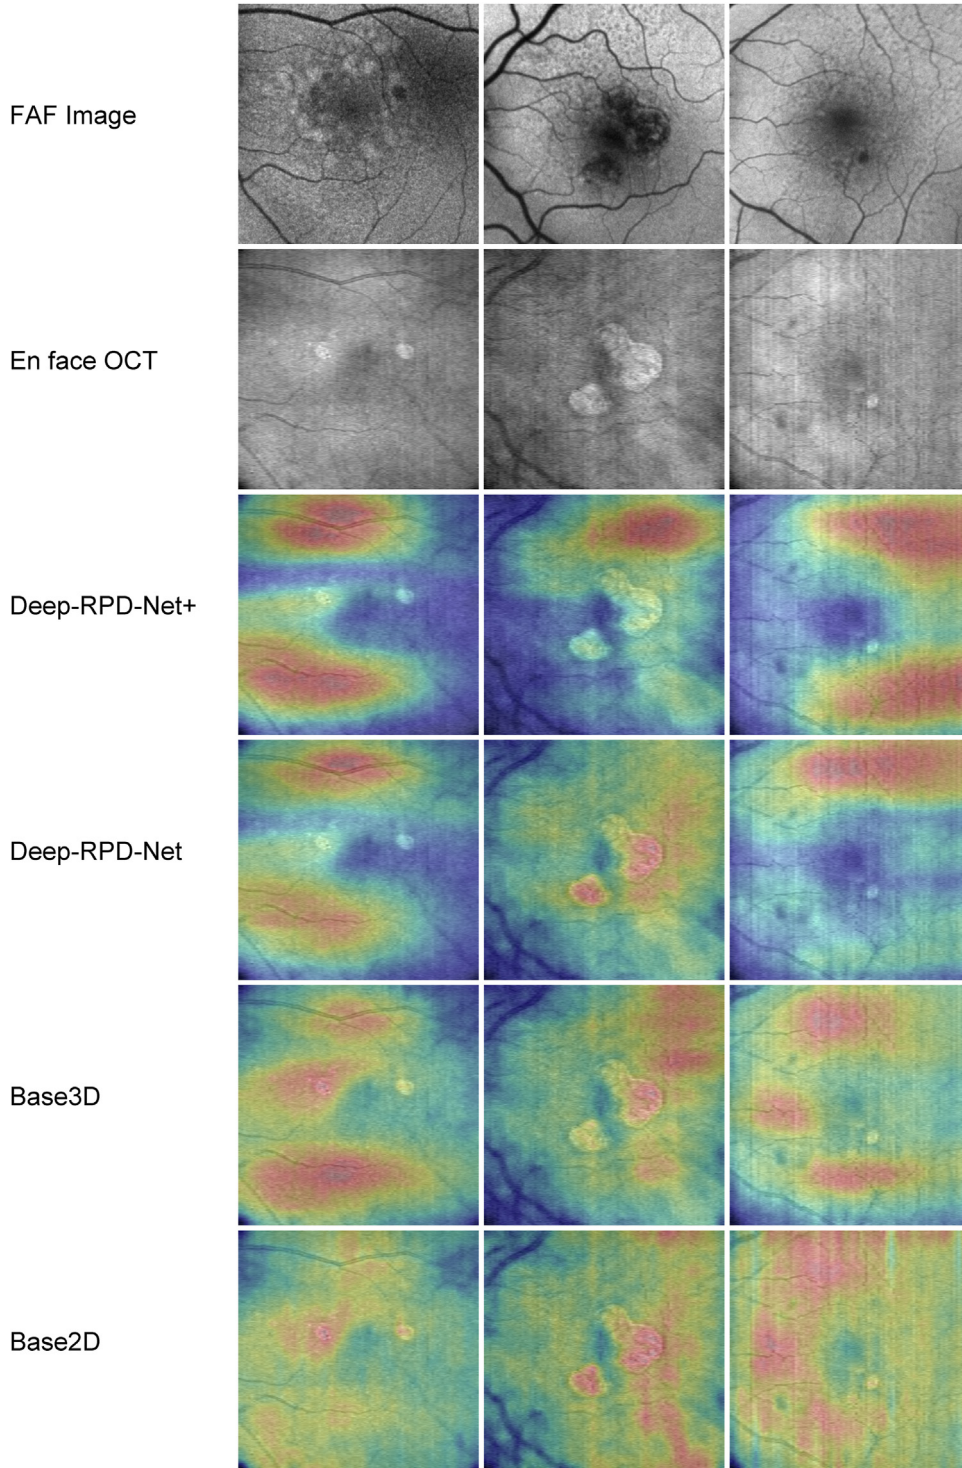 FAF Image
En face OCT
Deep-RPD-Net+
Deep-RPD-Net
Base3D
Base2D